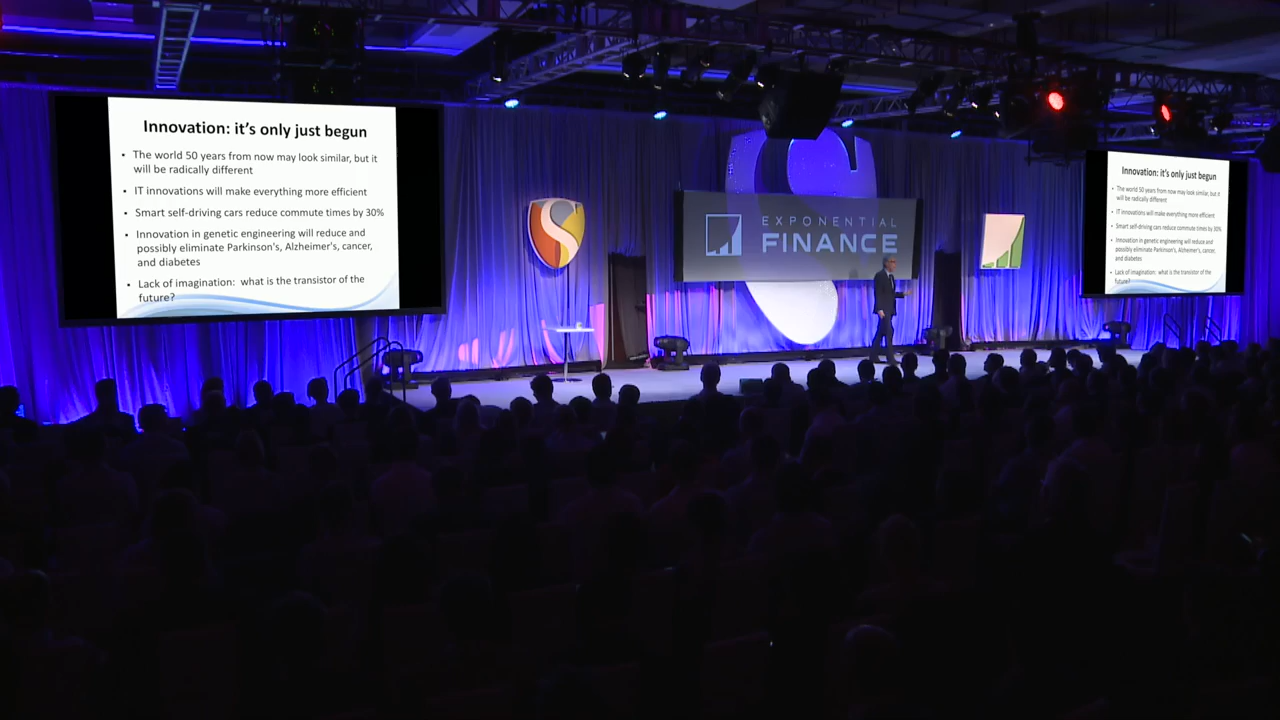 Innovation: it's only just begun
• The world 50 years from now may look similar, but it
will be radically different
• IT innovations will make everything more efficient
• Smart self-driving cars reduce commute times by 30%
• Innovation in genetic engineering will reduce and
possibly eliminate Parkinson's, Alzheimer's, cancer,
and diabetes
• Lack of imagination: what is the transistor of the
future?
S
EXPONENTIAL
FINANCE
Innovation: it's only just begun
• The world 50 years from now may look similar, but it
will be radically different
• IT innovations will make everything more efficient
• Smart self-driving cars reduce commute times by 30%
• Innovation in genetic engineering will reduce and
possibly eliminate Parkinson's, Alzheimer's, cancer,
and diabetes
• Lack of imagination: what is the transistor of the
future?